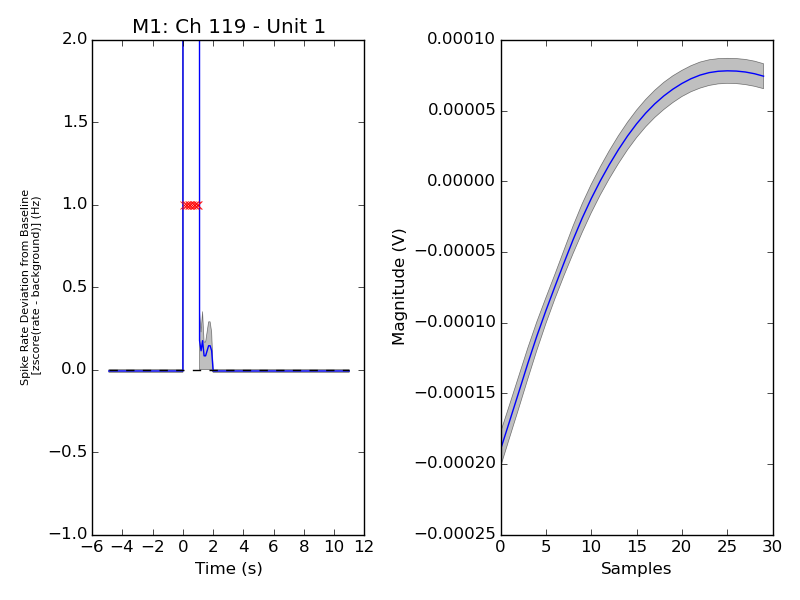 M1: Ch 119 - Unit 1
2.0
1.5
1.0
0.5
0.0
−0.5
−1.0
−6 −4 −2 0 2 4 6 8 10 12
Time (s)
Spike Rate Deviation from Baseline
[zscore(rate - background)] (Hz)
0.00010
0.00005
0.00000
−0.00005
−0.00010
−0.00015
−0.00020
−0.00025
0 5 10 15 20 25 30
Samples
Magnitude (V)